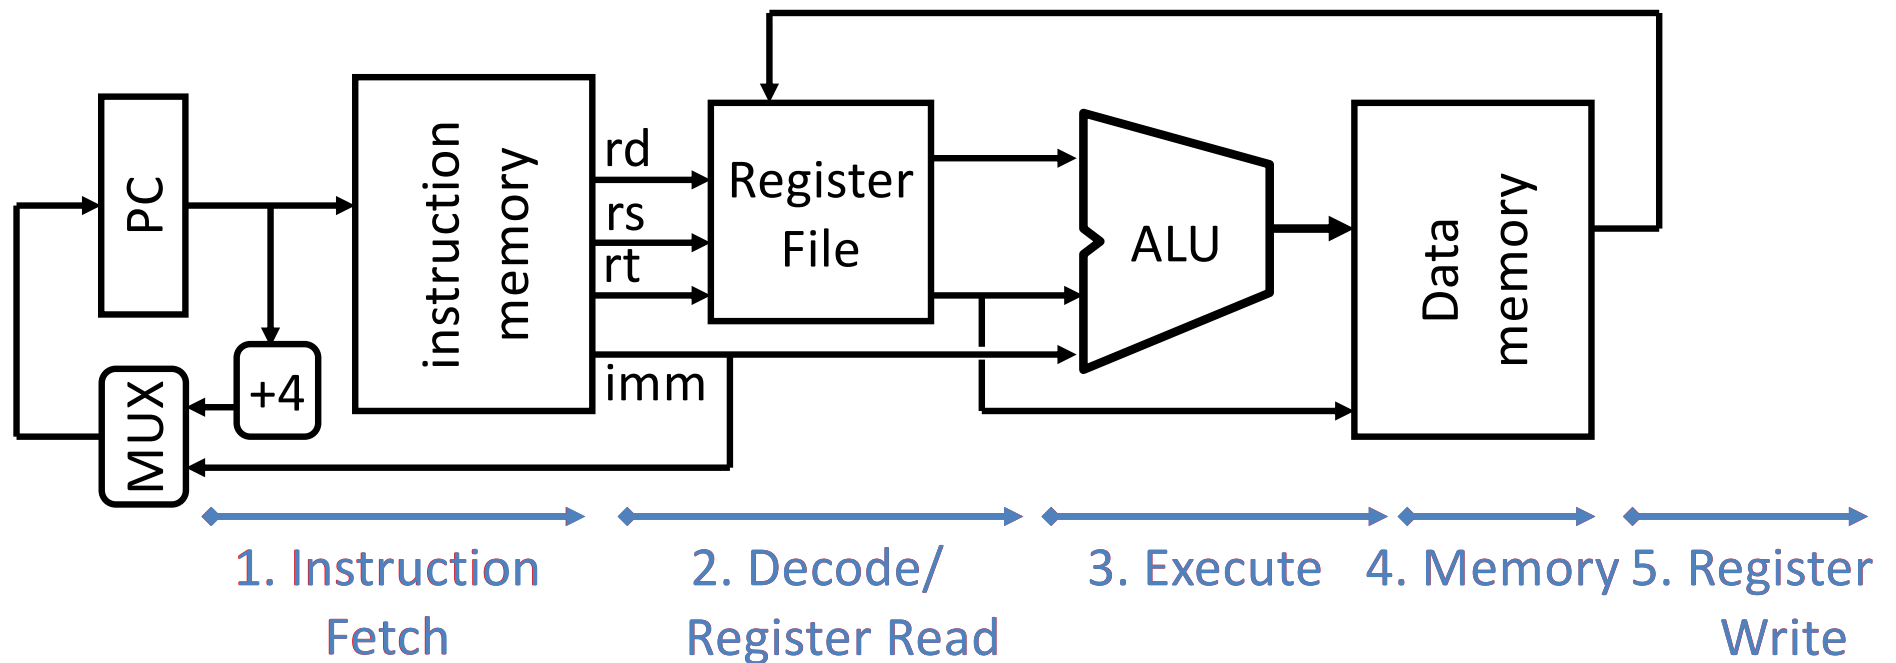 PC
instruction
memory
rd
rs
rt
imm
Register
File
ALU
Data
memory
+4
MUX
1. Instruction
Fetch
2. Decode/
Register Read
3. Execute
4. Memory
5. Register
Write